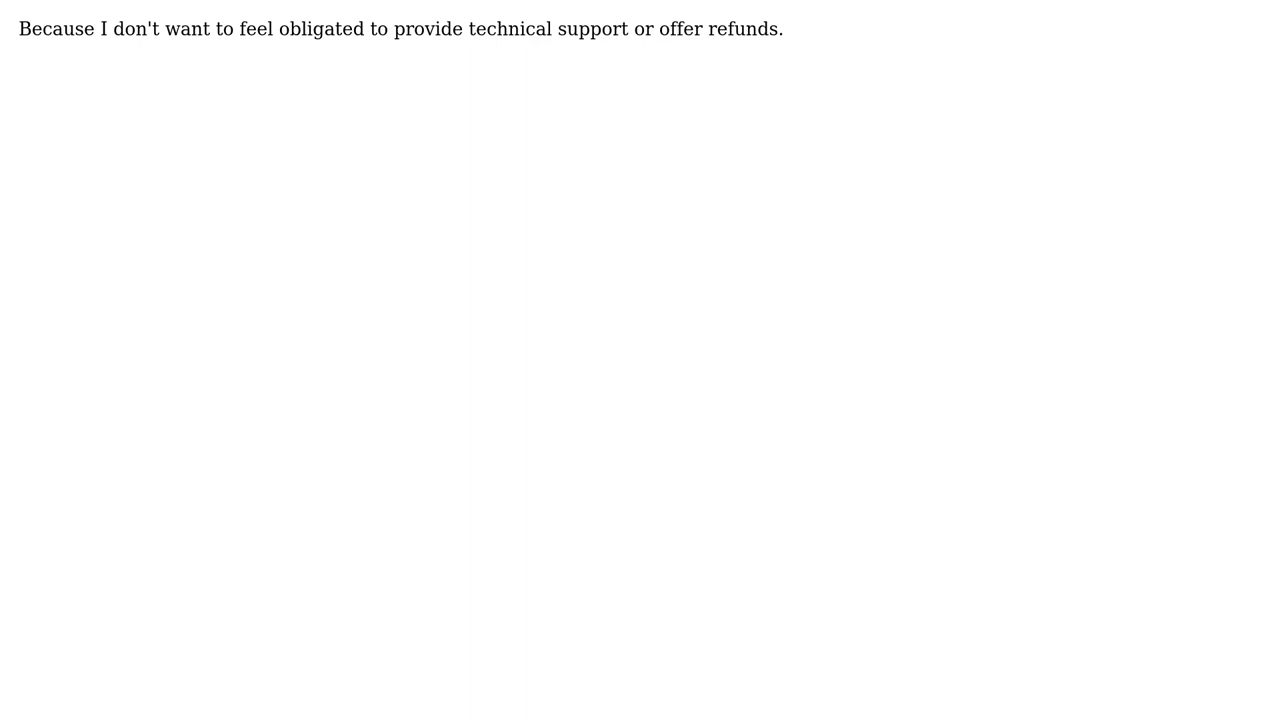 Because I don't want to feel obligated to provide technical support or offer refunds.